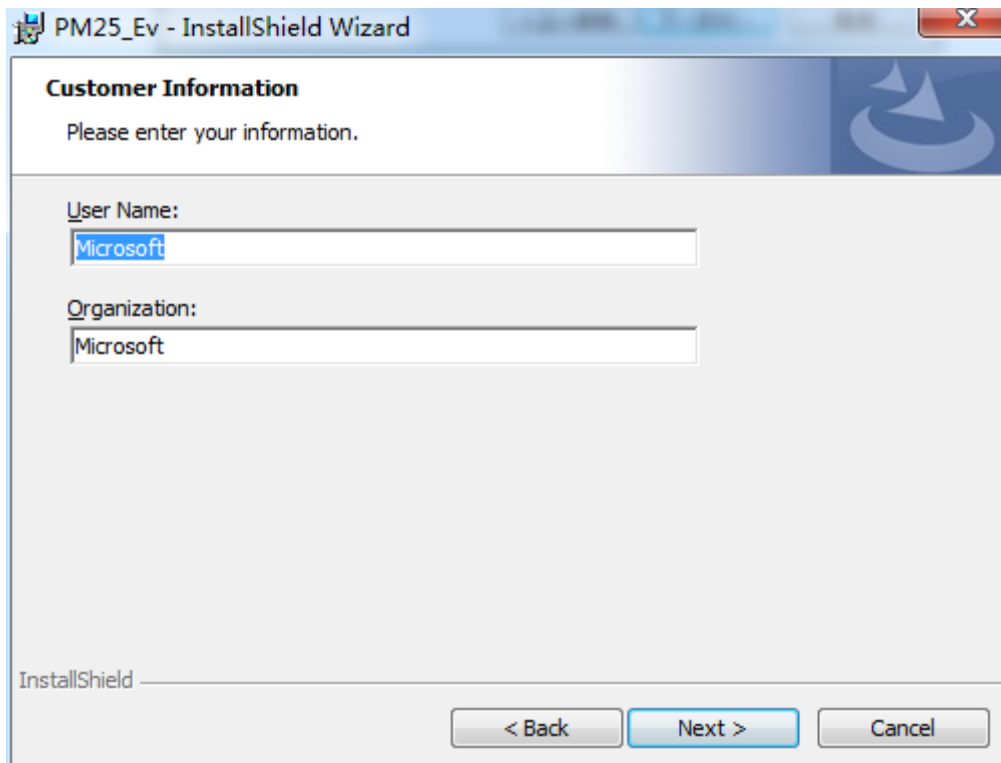 PM25_Ev - InstallShield Wizard
Customer Information
Please enter your information.
User Name:
Microsoft
Organization:
Microsoft
InstallShield
< Back
Next >
Cancel